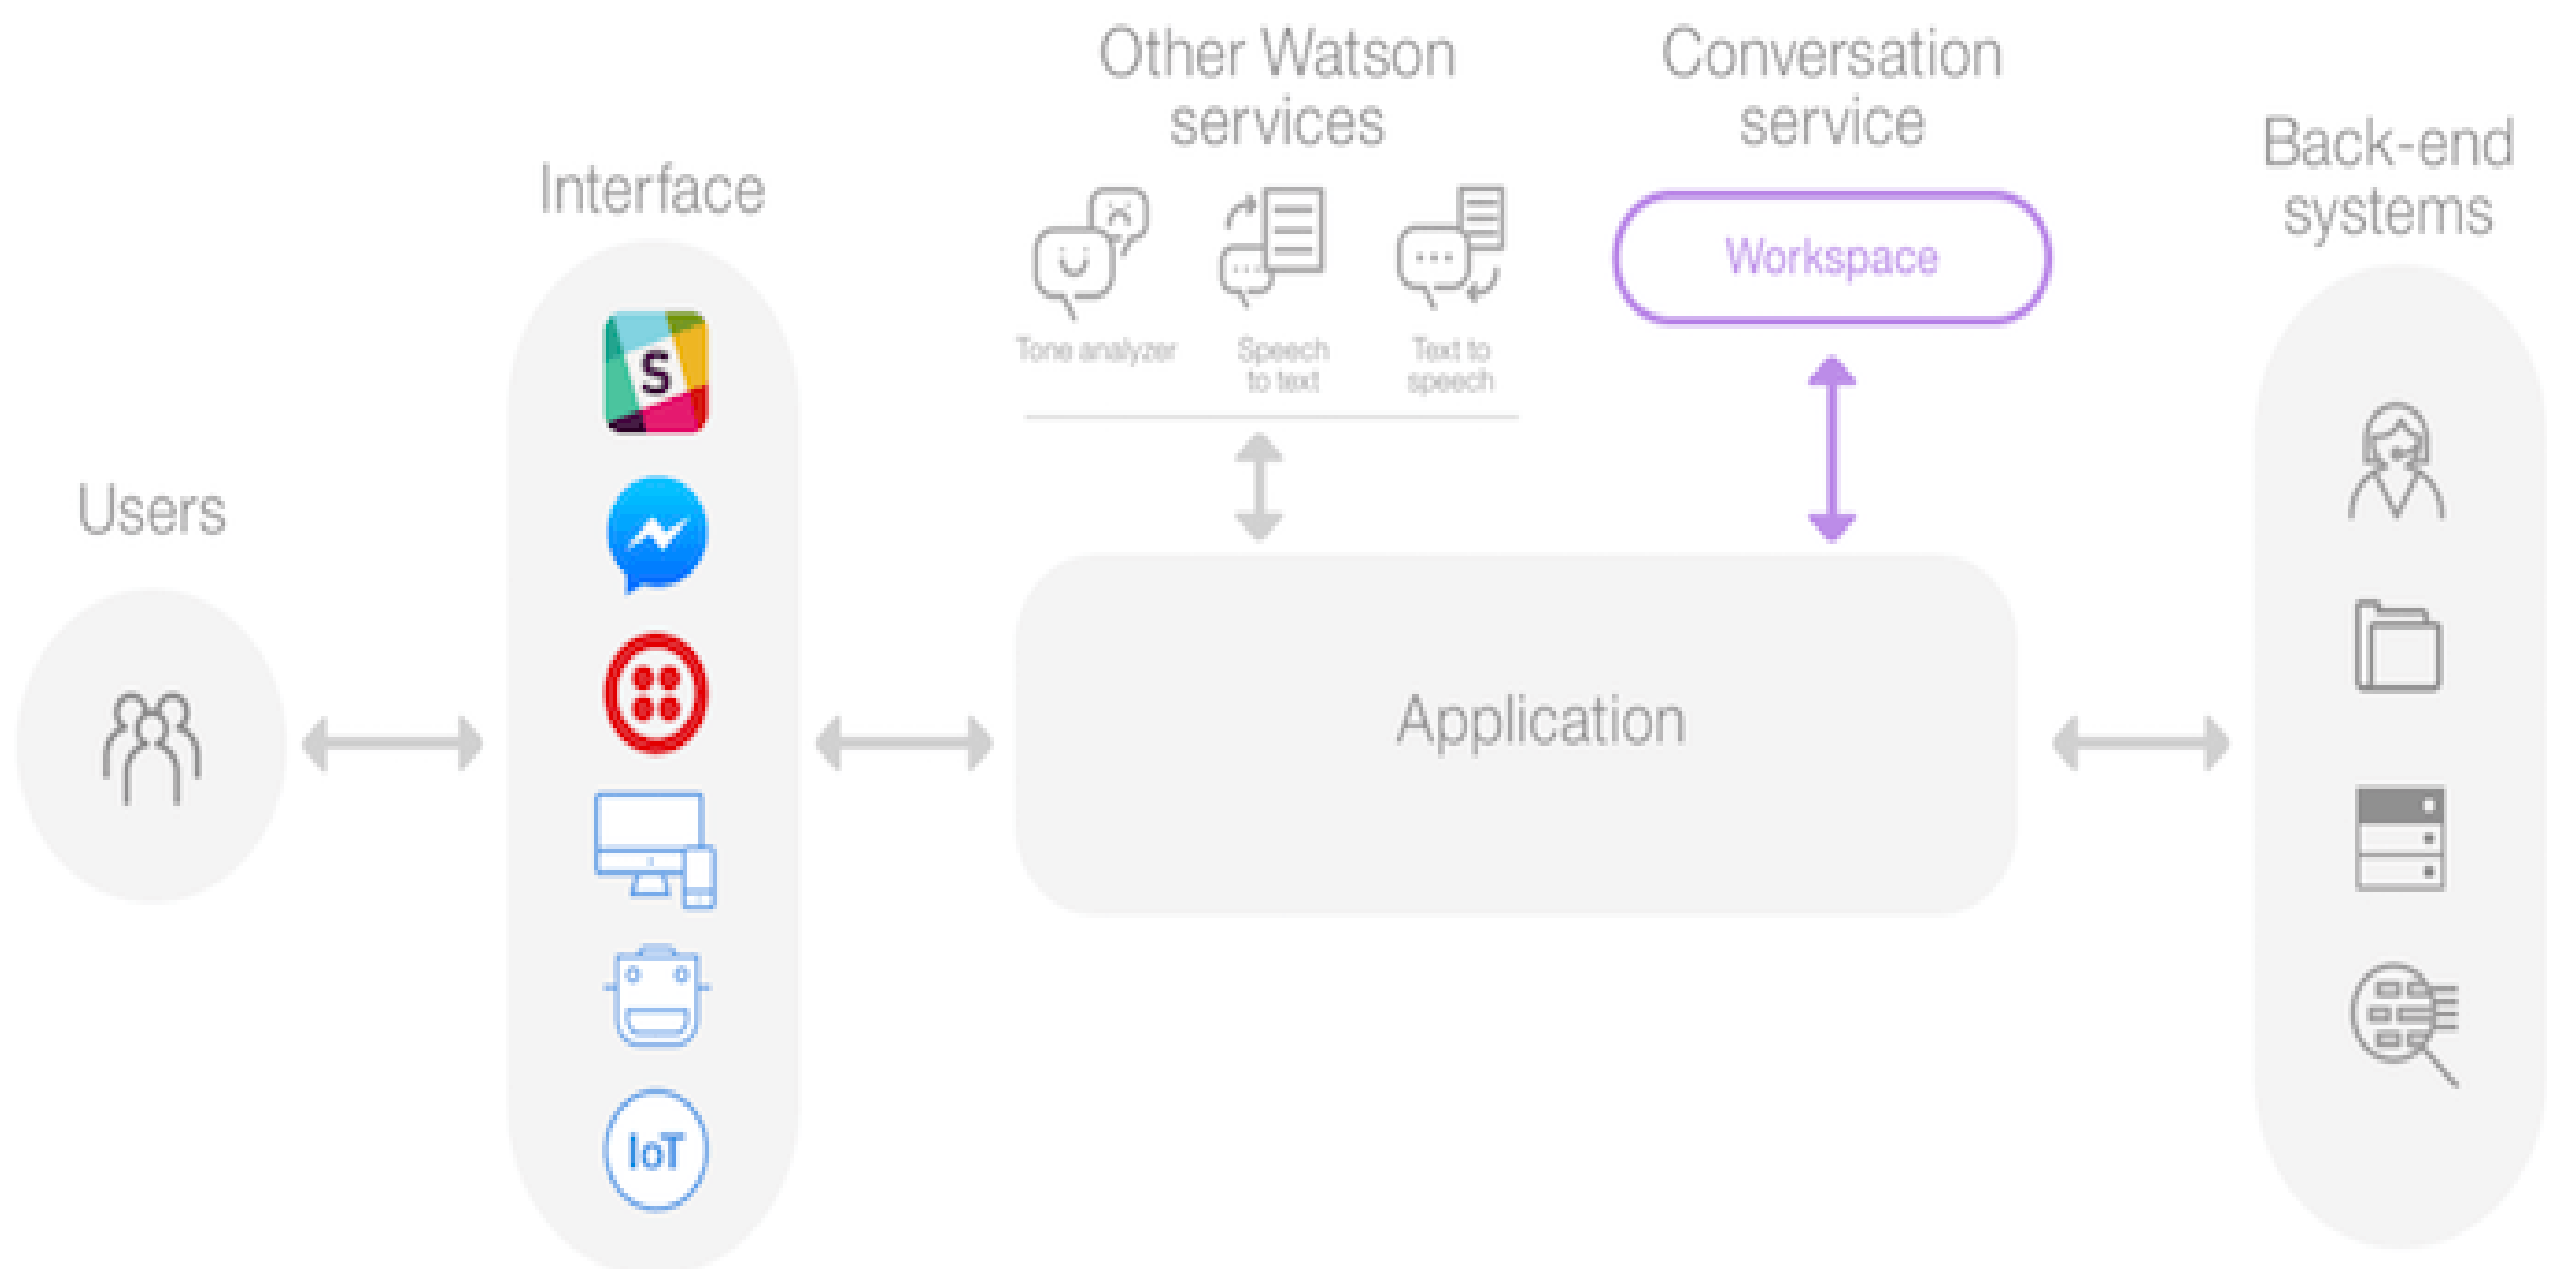 Other Watson
services
Conversation
service
Back-end
systems
Interface
Workspace
Tone analyzer
Speech
to text
Text to
speech
S
Users
Application
IoT